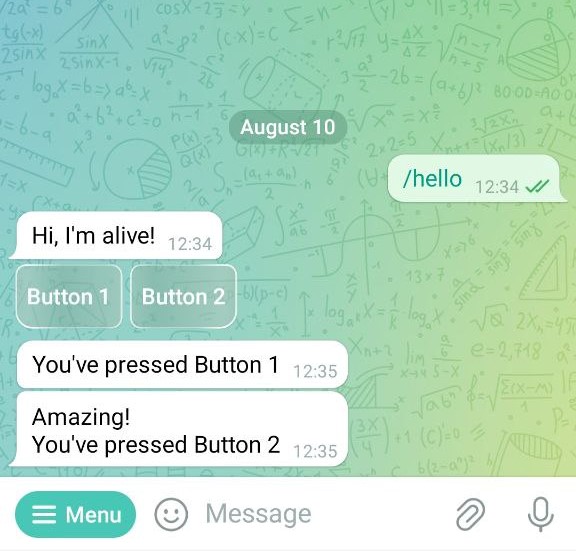 August 10
/hello 12:34
Hi, I'm alive! 12:34
Button 1 Button 2
You've pressed Button 1 12:35
Amazing!
You've pressed Button 2 12:35
Menu Message